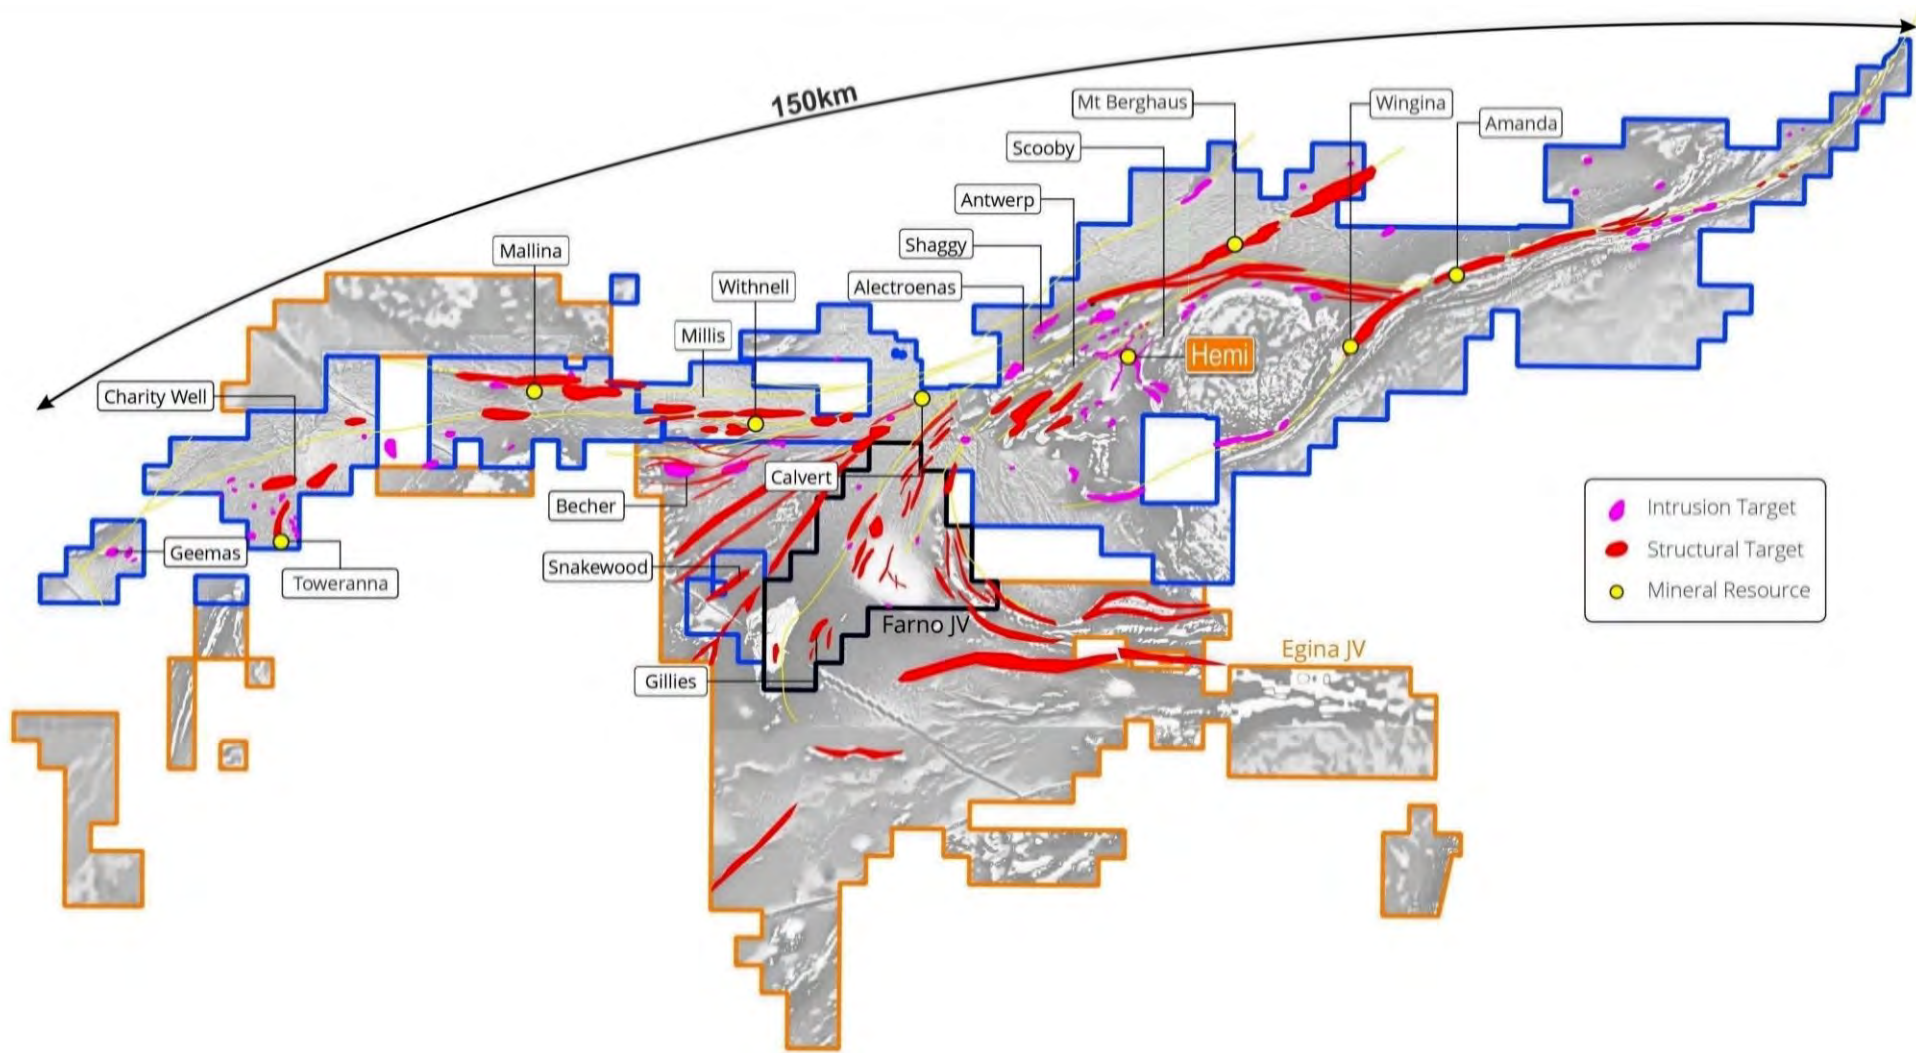 150km
Mt Berghaus
Wingina
Amanda
Scooby
Antwerp
Shaggy
Mallina
Withnell
Alectroenas
Millis
Hemi
Charity Well
Calvert
Becher
Geemas
Snakewood
Toweranna
Farno JV
Egina JV
Gillies
Intrusion Target
Structural Target
Mineral Resource